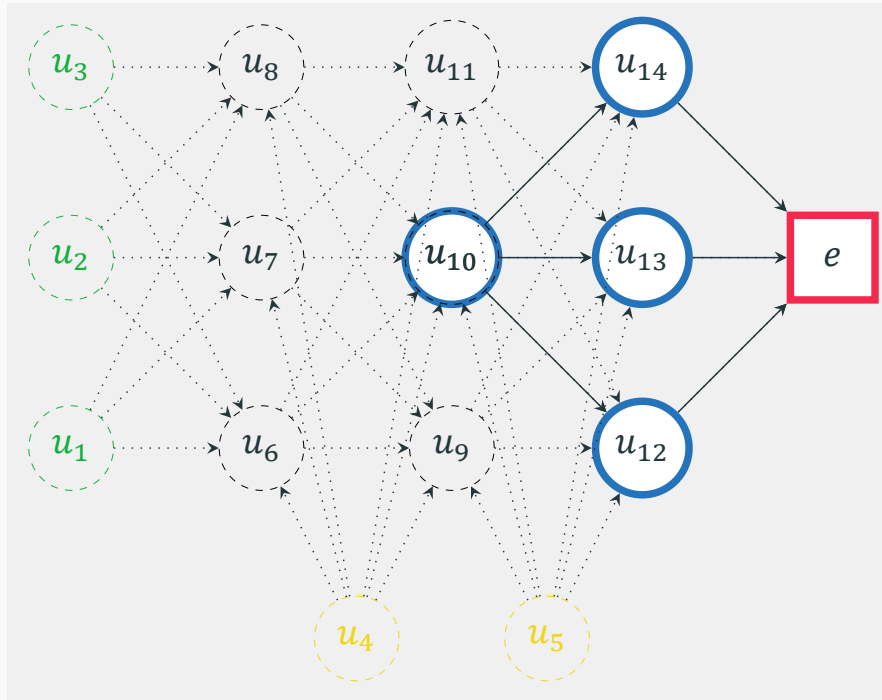 u₃ u₈ u₁₁ u₁₄
u₂ u₇ u₁₀ u₁₃ e
u₁ u₆ u₉ u₁₂
u₄ u₅